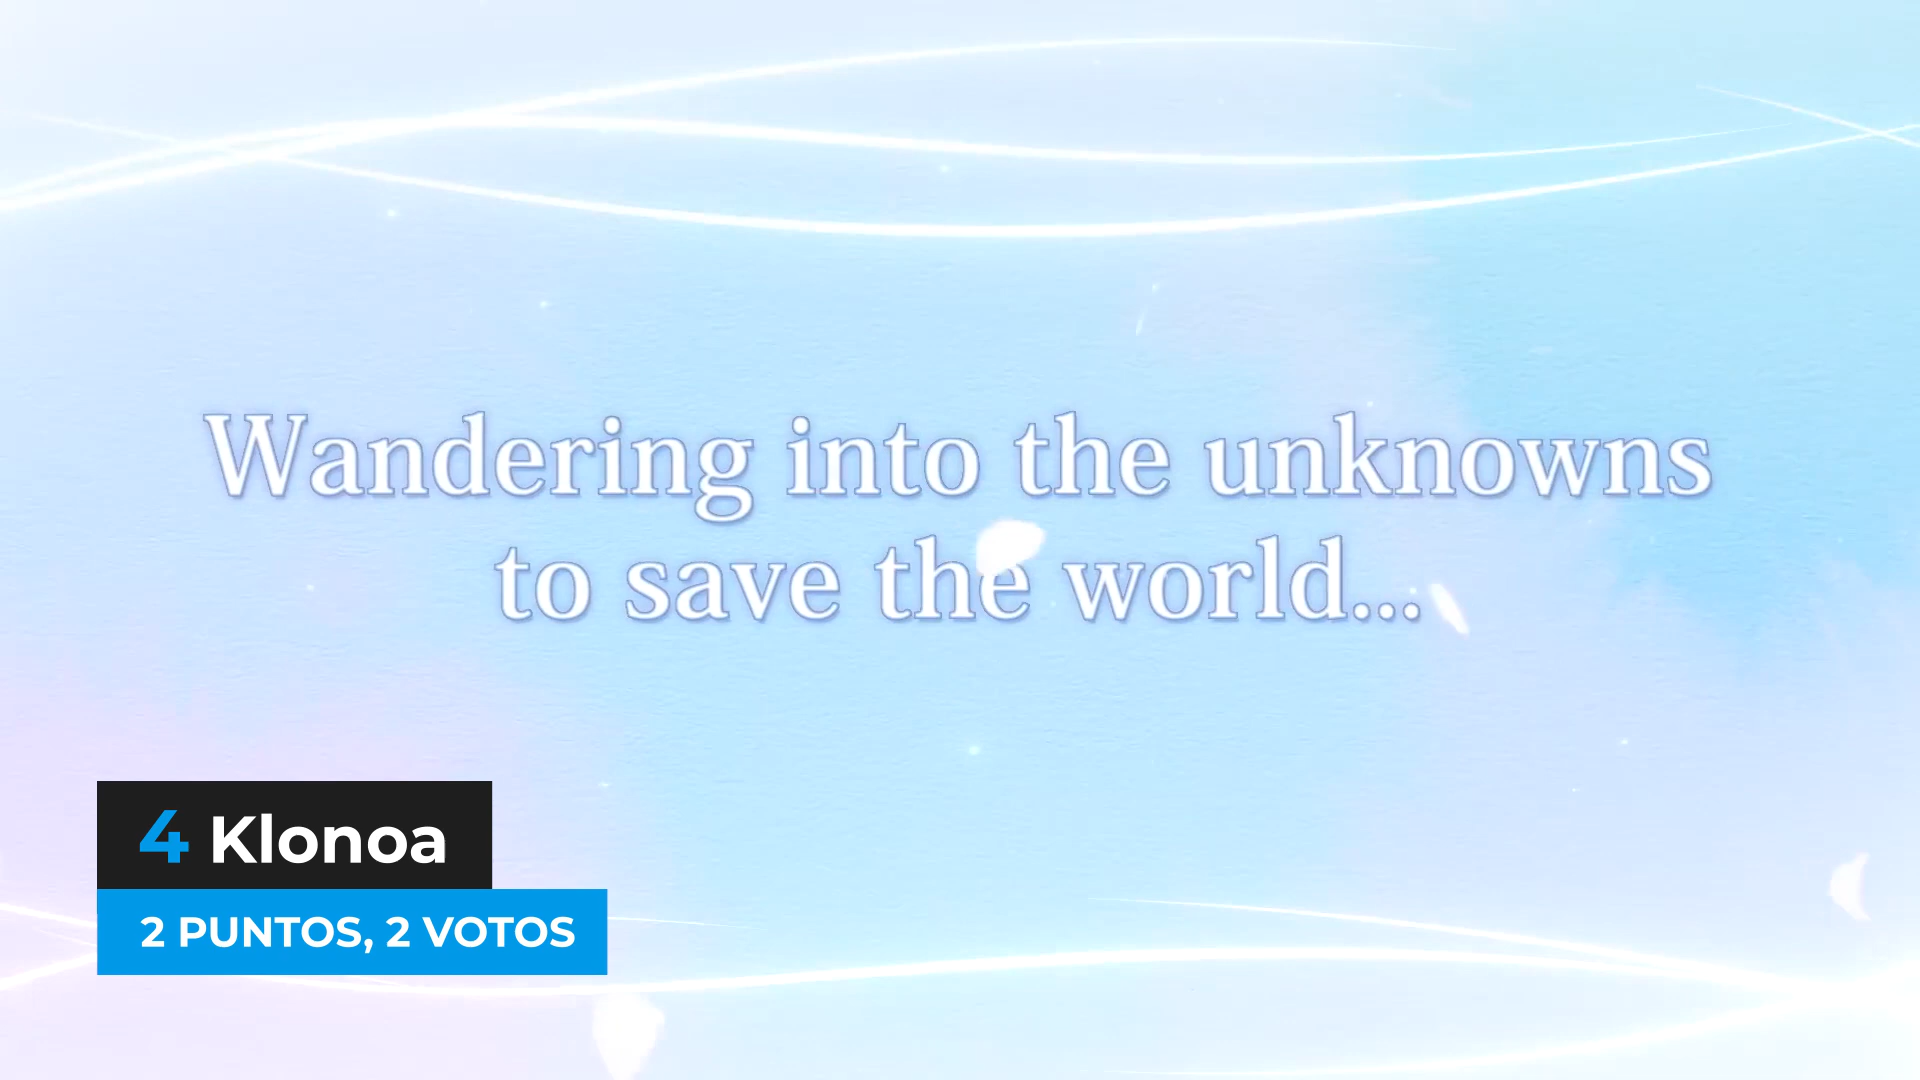 Wandering into the unknowns
to save the world...
4 Klonoa
2 PUNTOS, 2 VOTOS